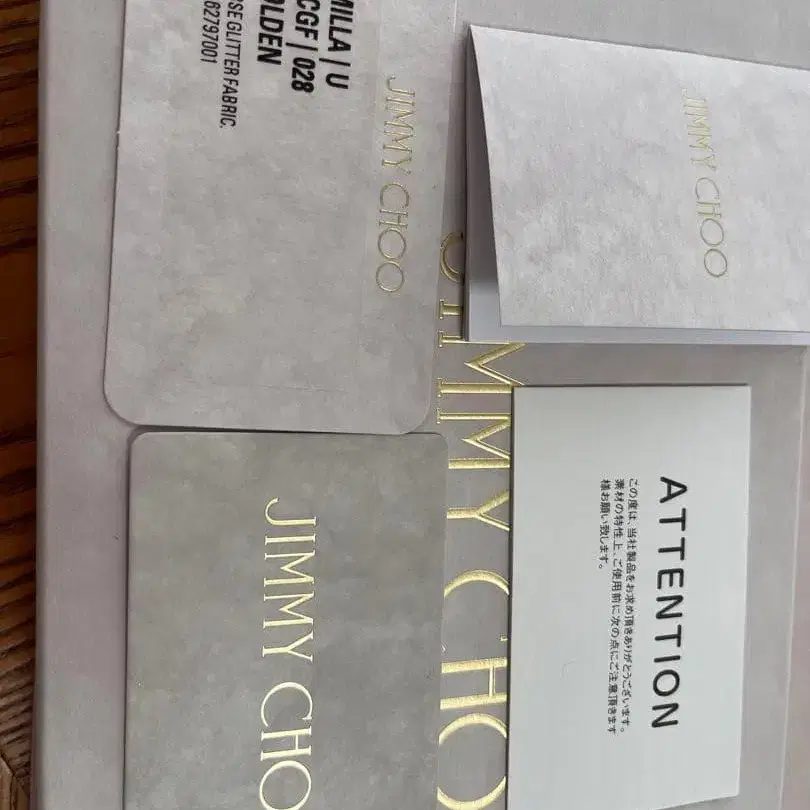 MILLA | U
CGF | 028
OLDEN
SE GLITTER FABRIC.
62797001
JIMMY CHOO
JIMMY CHOO
JIMMY CHOO
JIMMY CHO
ATTENTION
この度は、当社製品をお求め頂きありがとうございます。
素材の特性上、ご使用前に次の点にご注意頂きます
様お願い致します。